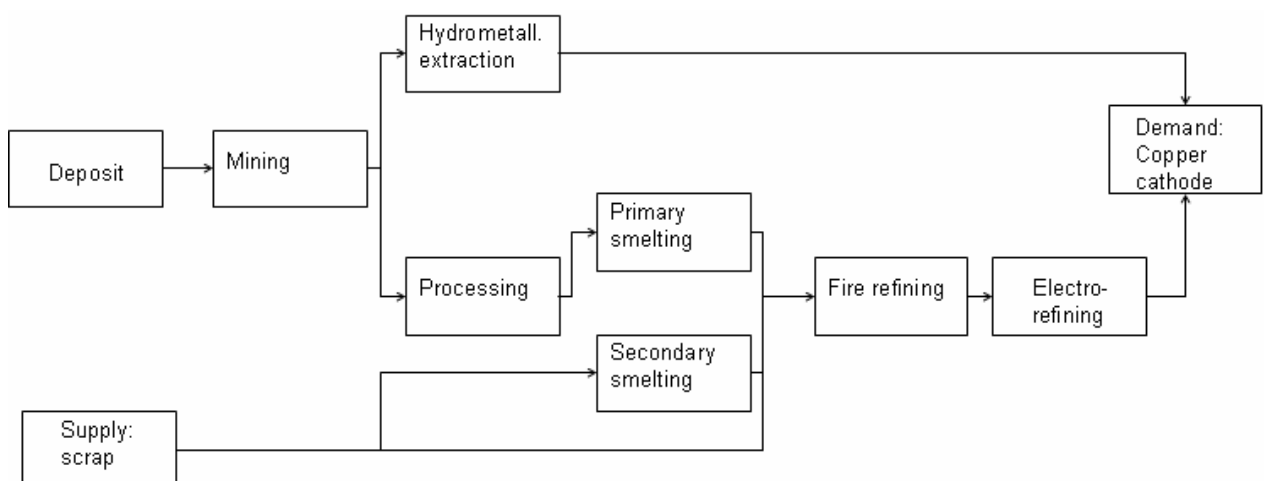 Hydrometall.
extraction
Deposit
Mining
Demand:
Copper
cathode
Primary
smelting
Processing
Fire refining
Electro-
refining
Secondary
smelting
Supply:
scrap